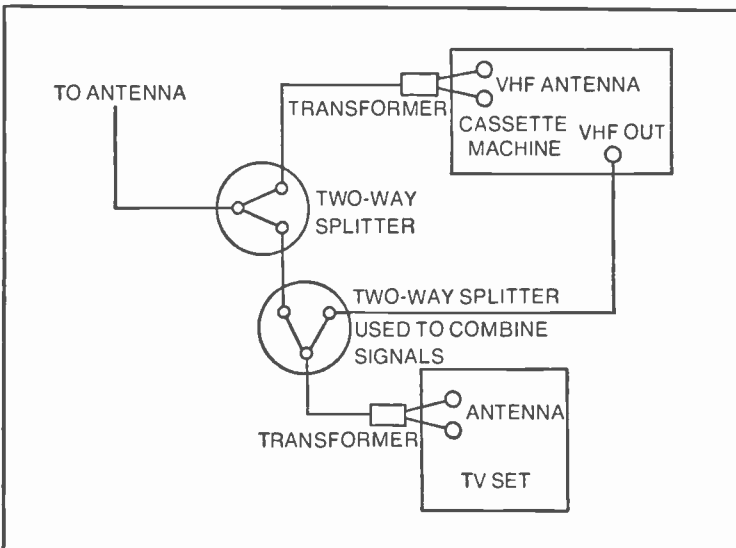 TO ANTENNA
TRANSFORMER
VHF ANTENNA
CASSETTE
MACHINE
VHF OUT
TWO-WAY
SPLITTER
TWO-WAY SPLITTER
USED TO COMBINE
SIGNALS
TRANSFORMER
ANTENNA
TV SET